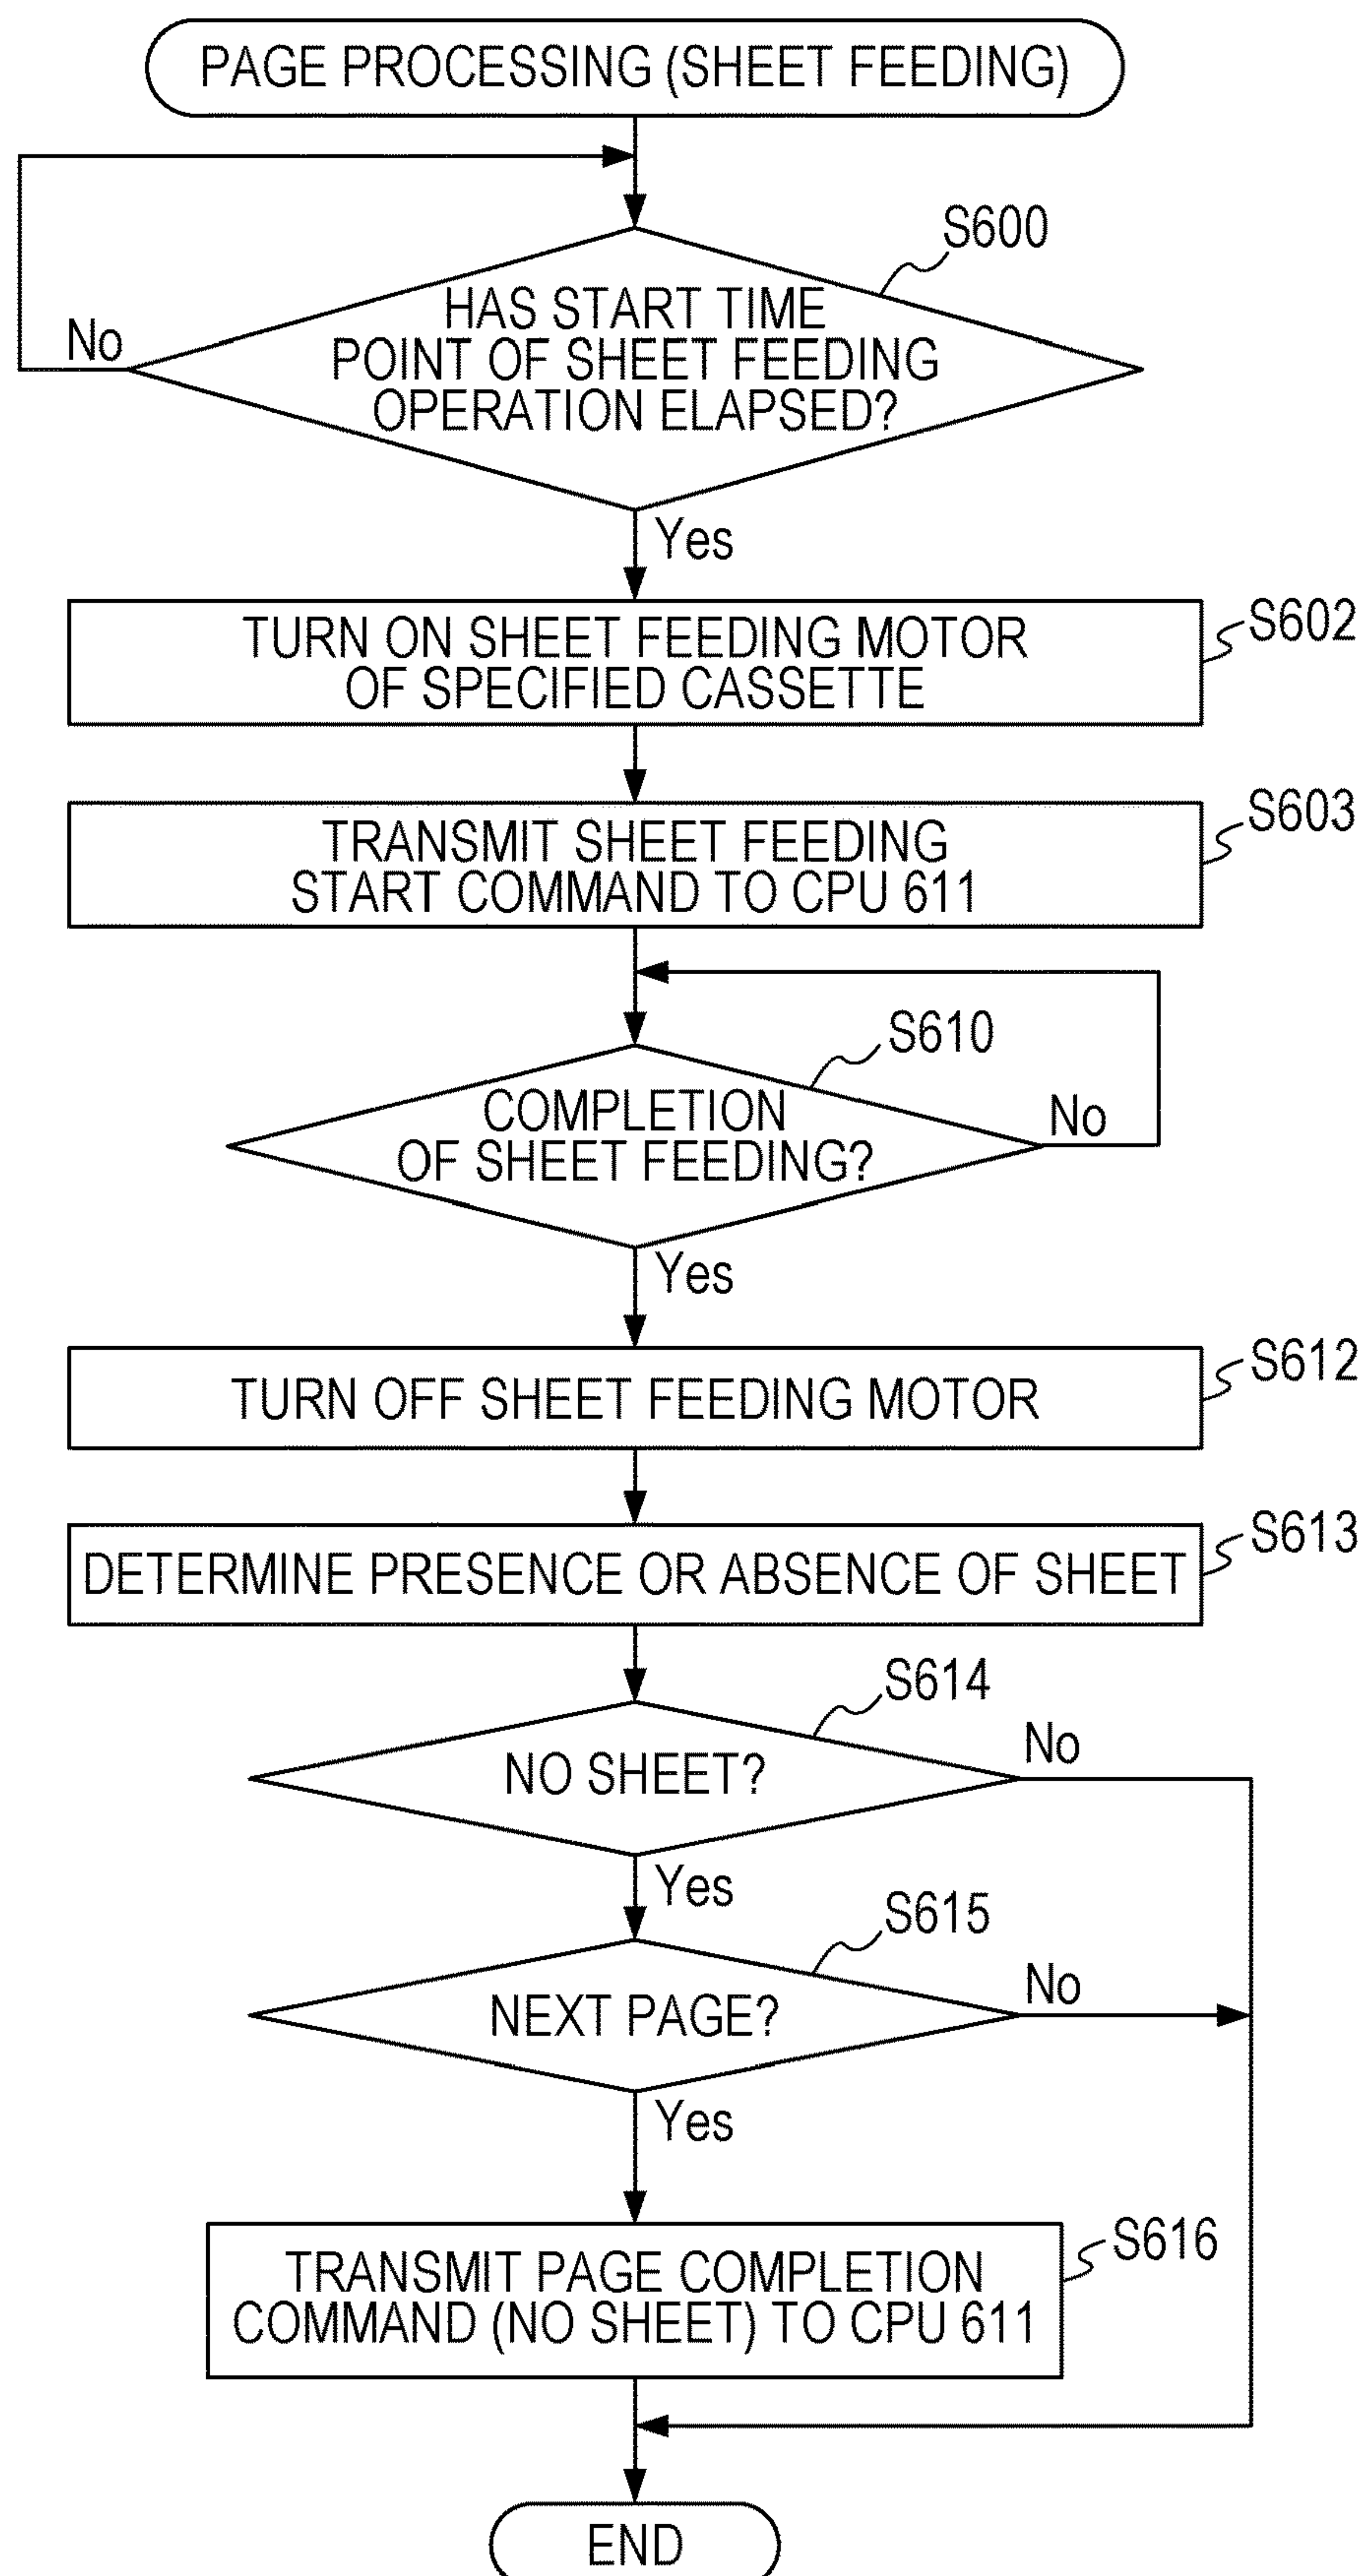 PAGE PROCESSING (SHEET FEEDING)
S600
HAS START TIME
POINT OF SHEET FEEDING
OPERATION ELAPSED?
No
Yes
TURN ON SHEET FEEDING MOTOR
OF SPECIFIED CASSETTE
S602
TRANSMIT SHEET FEEDING
START COMMAND TO CPU 611
S603
S610
COMPLETION
OF SHEET FEEDING?
No
Yes
TURN OFF SHEET FEEDING MOTOR
S612
DETERMINE PRESENCE OR ABSENCE OF SHEET
S613
S614
NO SHEET?
No
Yes
S615
NEXT PAGE?
No
Yes
TRANSMIT PAGE COMPLETION
COMMAND (NO SHEET) TO CPU 611
S616
END